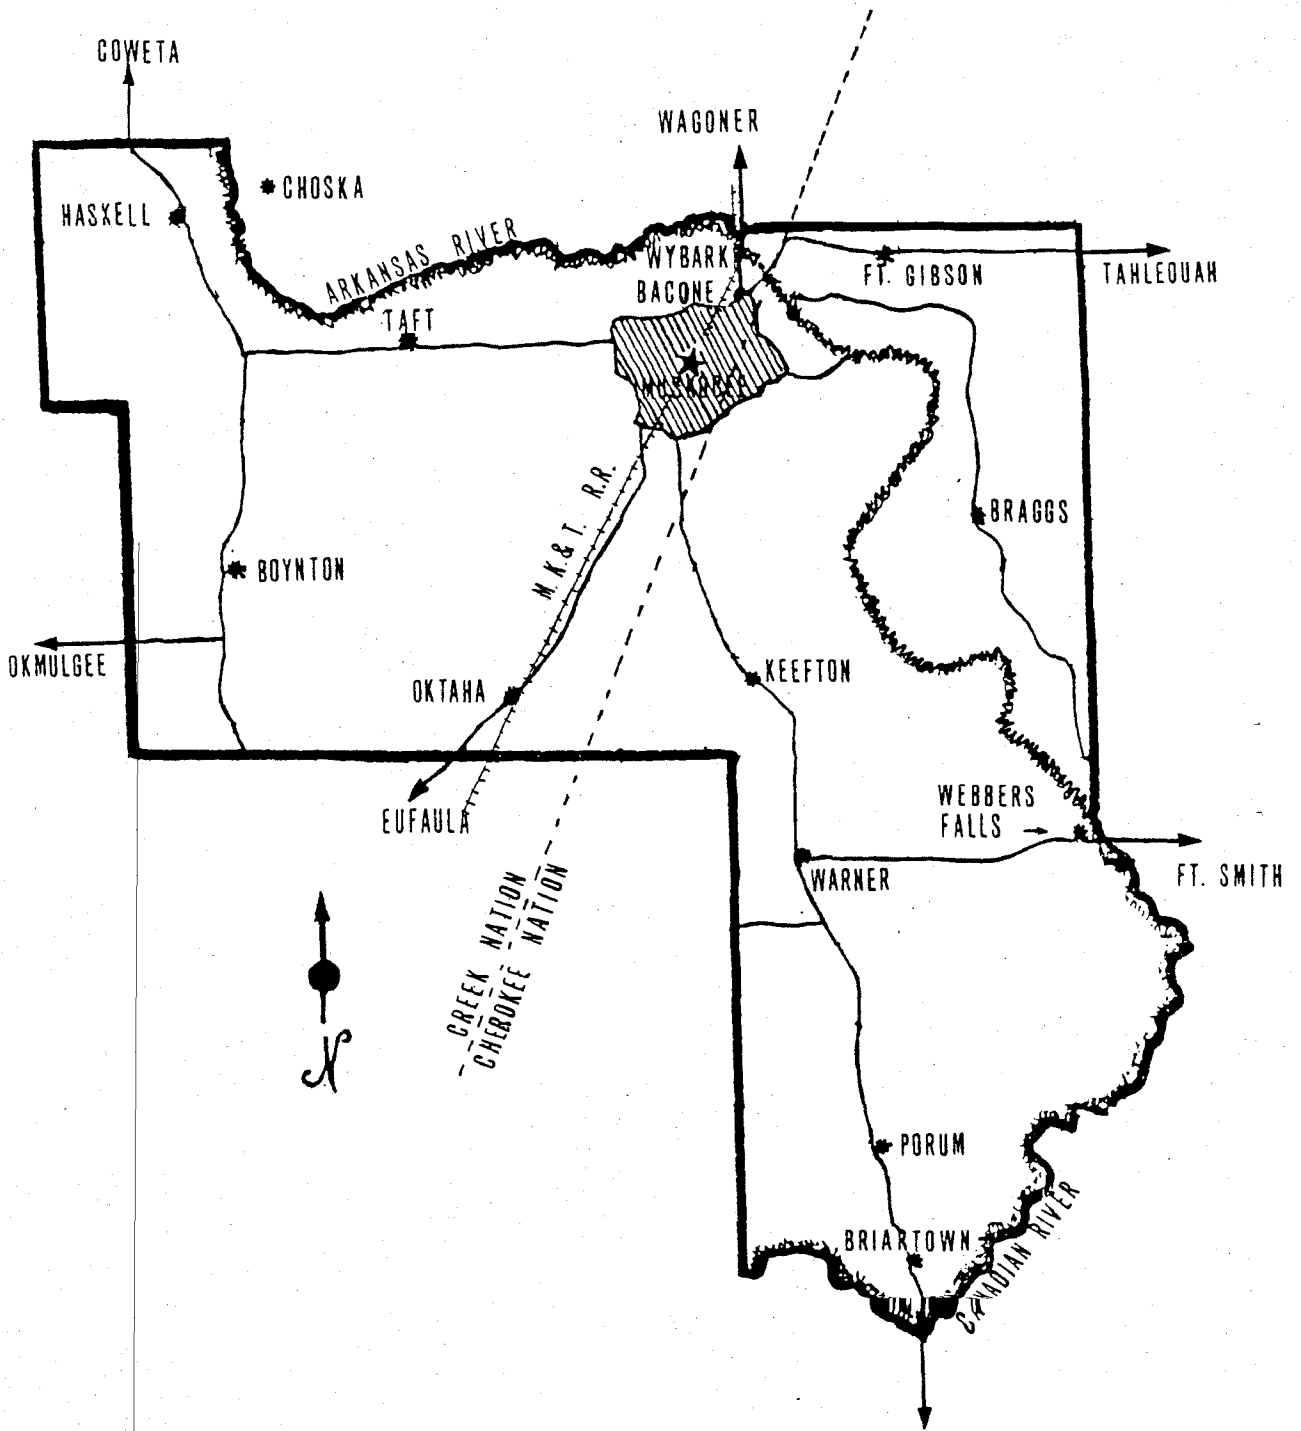 COWETA
WAGONER
CHOSKA
HASKELL
ARKANSAS RIVER
WYBARK
BACONE
FT. GIBSON
TAHLEQUAH
TAFT
MUSKOGEE
M.K.& T. R.R.
BRAGGS
BOYNTON
OKMULGEE
OKTAHA
KEEFTON
EUFAULA
WEBBERS
FALLS
WARNER
FT. SMITH
CREEK NATION
CHEROKEE NATION
N
PORUM
BRIARTOWN
CANADIAN RIVER